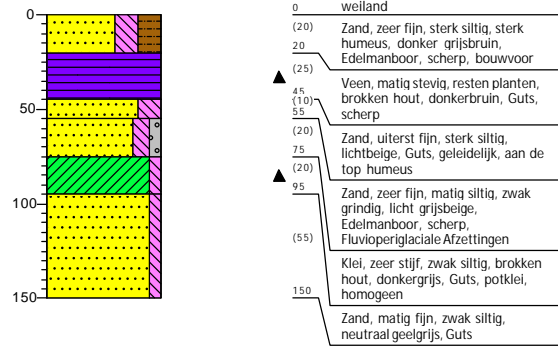 0
50
100
150
0
weiland
(20)
Zand, zeer fijn, sterk siltig, sterk
humeus, donker grijsbruin,
Edelmanboor, scherp, bouwvoor
20
(25)
Veen, matig stevig, resten planten,
brokken hout, donkerbruin, Guts,
scherp
45
(10)
55
Zand, uiterst fijn, sterk siltig,
lichtbeige, Guts, geleidelijk, aan de
top humeus
(20)
75
(20)
Zand, zeer fijn, matig siltig, zwak
grindig, licht grijsbeige,
Edelmanboor, scherp,
Fluvioperiglaciale Afzettingen
95
(55)
Klei, zeer stijf, zwak siltig, brokken
hout, donkergrijs, Guts, potklei,
homogeen
150
Zand, matig fijn, zwak siltig,
neutraal geelgrijs, Guts